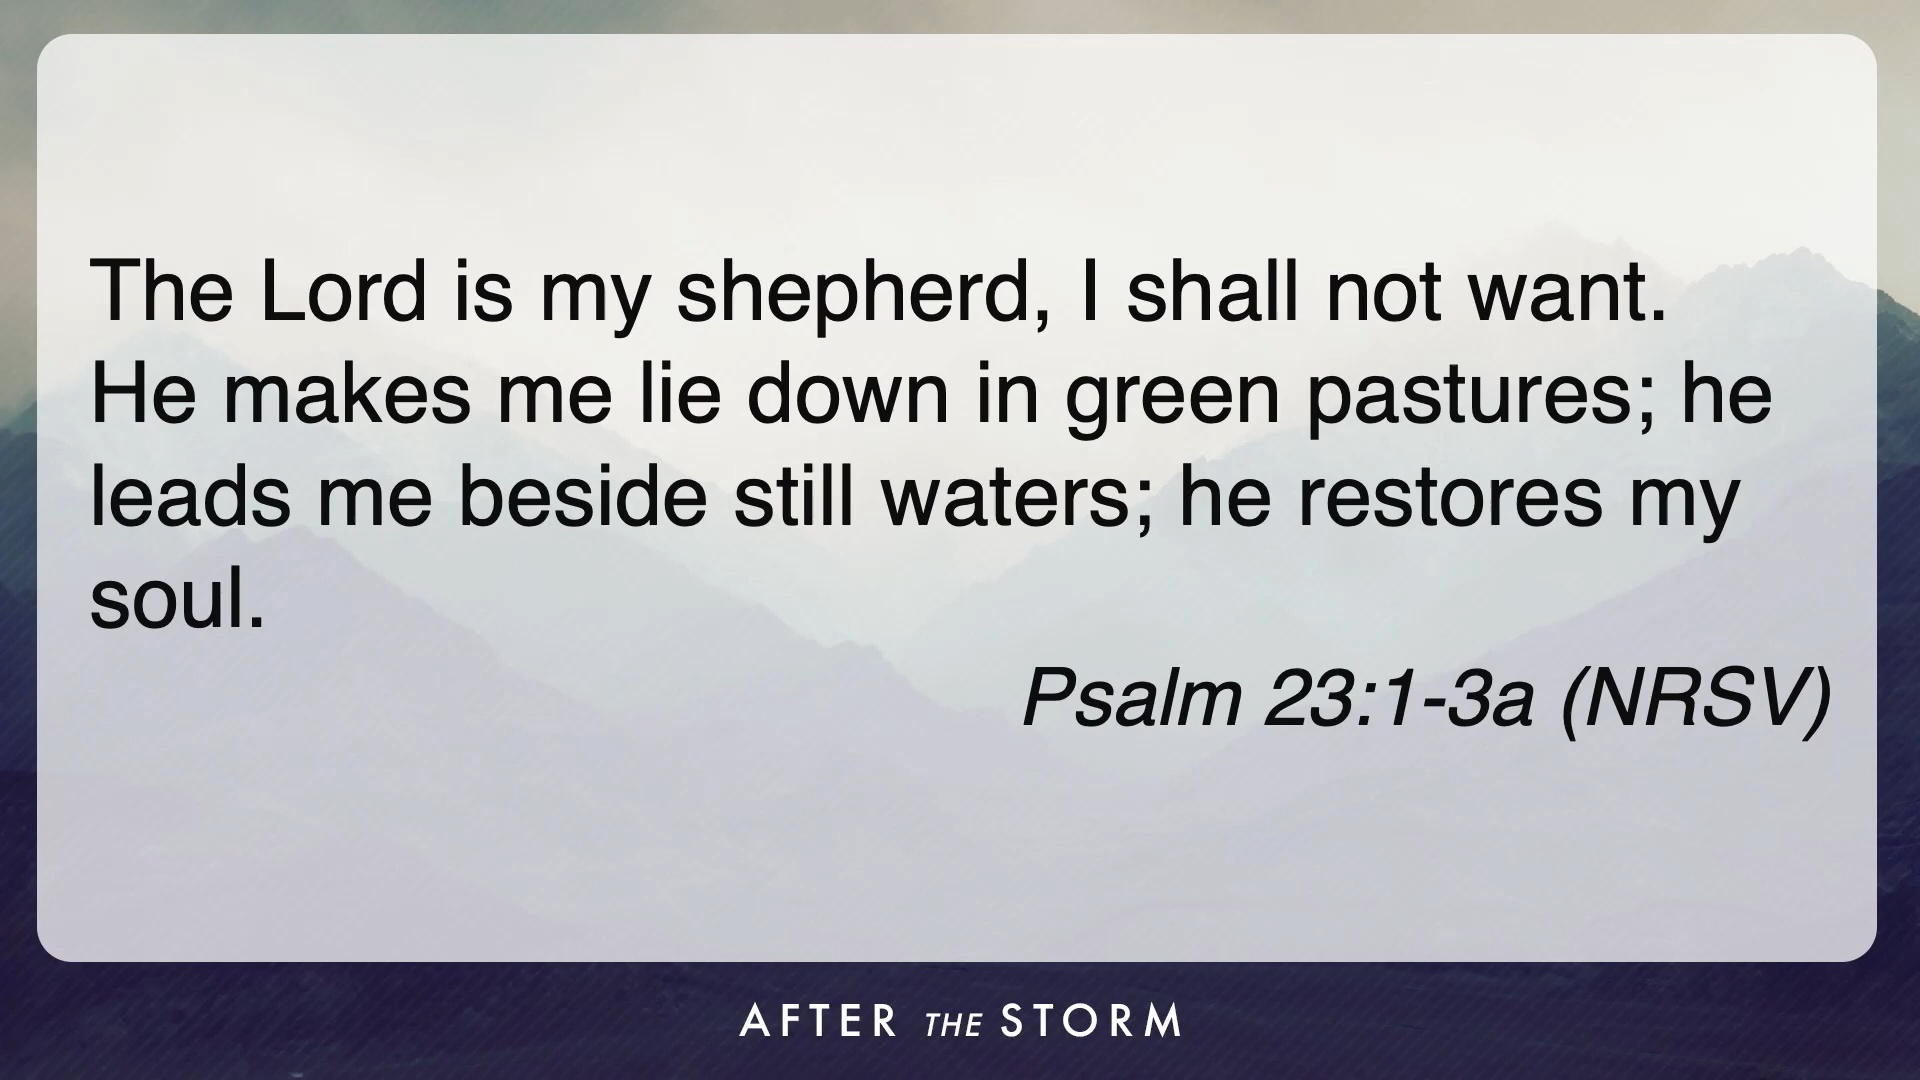 The Lord is my shepherd, I shall not want.
He makes me lie down in green pastures; he
leads me beside still waters; he restores my
soul.
Psalm 23:1-3a (NRSV)
AFTER THE STORM